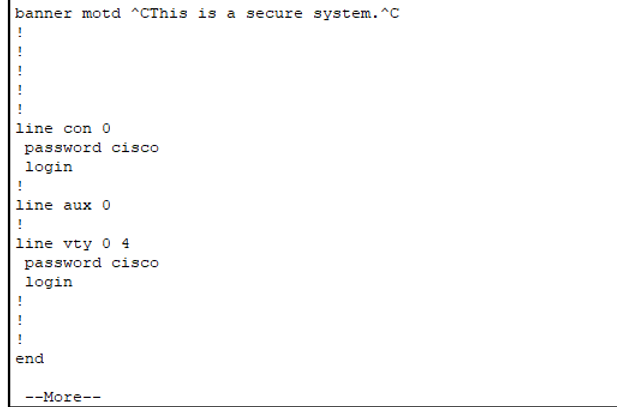 banner motd ^CThis is a secure system.^C
!
!
!
!
!
line con 0
 password cisco
 login
!
line aux 0
!
line vty 0 4
 password cisco
 login
!
!
!
end

 --More--